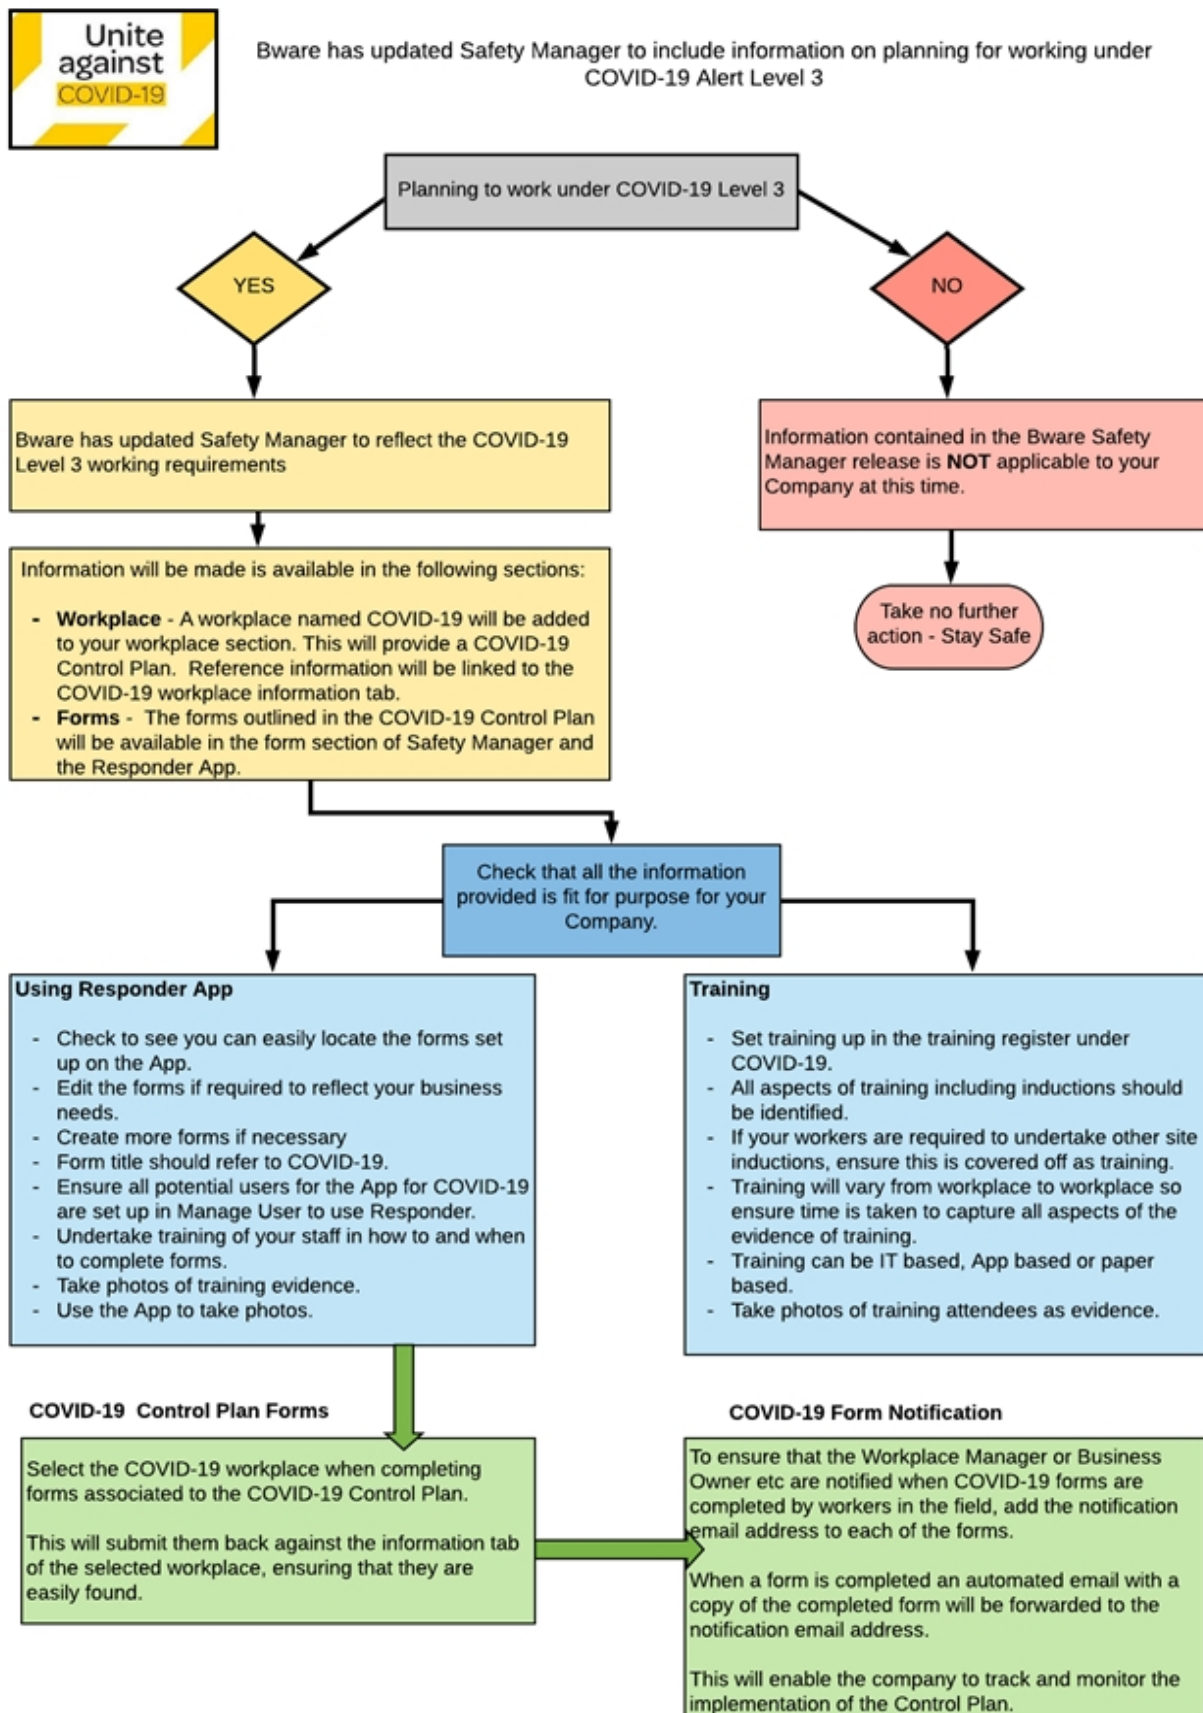 Unite
against
COVID-19
Bware has updated Safety Manager to include information on planning for working under
COVID-19 Alert Level 3
Planning to work under COVID-19 Level 3
YES
NO
Bware has updated Safety Manager to reflect the COVID-19
Level 3 working requirements
Information contained in the Bware Safety
Manager release is NOT applicable to your
Company at this time.
Information will be made is available in the following sections:
- Workplace - A workplace named COVID-19 will be added
to your workplace section. This will provide a COVID-19
Control Plan. Reference information will be linked to the
COVID-19 workplace information tab.
- Forms - The forms outlined in the COVID-19 Control Plan
will be available in the form section of Safety Manager and
the Responder App.
Take no further
action - Stay Safe
Check that all the information
provided is fit for purpose for your
Company.
Using Responder App
- Check to see you can easily locate the forms set
up on the App.
- Edit the forms if required to reflect your business
needs.
- Create more forms if necessary
- Form title should refer to COVID-19.
- Ensure all potential users for the App for COVID-19
are set up in Manage User to use Responder.
- Undertake training of your staff in how to and when
to complete forms.
- Take photos of training evidence.
- Use the App to take photos.
Training
- Set training up in the training register under
COVID-19.
- All aspects of training including inductions should
be identified.
- If your workers are required to undertake other site
inductions, ensure this is covered off as training.
- Training will vary from workplace to workplace so
ensure time is taken to capture all aspects of the
evidence of training.
- Training can be IT based, App based or paper
based.
- Take photos of training attendees as evidence.
COVID-19 Control Plan Forms
Select the COVID-19 workplace when completing
forms associated to the COVID-19 Control Plan.
This will submit them back against the information tab
of the selected workplace, ensuring that they are
easily found.
COVID-19 Form Notification
To ensure that the Workplace Manager or Business
Owner etc are notified when COVID-19 forms are
completed by workers in the field, add the notification
email address to each of the forms.
When a form is completed an automated email with a
copy of the completed form will be forwarded to the
notification email address.
This will enable the company to track and monitor the
implementation of the Control Plan.